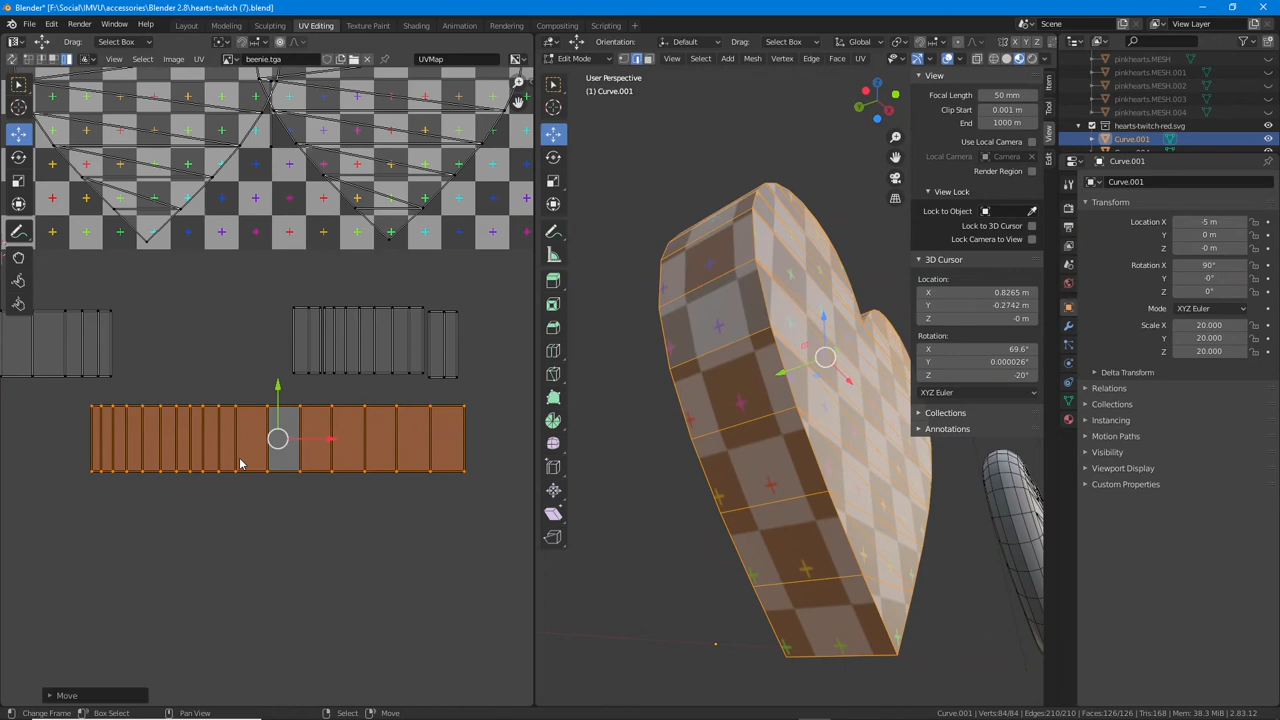 Blender* [F:\Social\IMVU\accessories\Blender 2.8\hearts-twitch (7).blend]
File Edit Render Window Help Layout Modeling Sculpting UV Editing Texture Paint Shading Animation Rendering Compositing Scripting Scene View Layer
Drag: Select Box
Orientation: Default Drag: Select Box Global X Y Z
View Select Image UV beenie.tga UVMap
Edit Mode View Select Add Mesh Vertex Edge Face UV
User Perspective
(1) Curve.001
View
Focal Length 50 mm
Clip Start 0.001 m
End 1000 m
Use Local Camera
Local Camera Camera
Render Region
View Lock
Lock to Object
Lock to 3D Cursor
Lock Camera to View
3D Cursor
Location:
X 0.8265 m
Y -0.2742 m
Z -0 m
Rotation:
X 69.6°
Y 0.000026°
Z -20°
XYZ Euler
Collections
Annotations
Item
Tool
View
Edit
pinkhearts.MESH
pinkhearts.MESH.001
pinkhearts.MESH.002
pinkhearts.MESH.003
pinkhearts.MESH.004
hearts-twitch-red.svg
Curve.001
Curve.001
Curve.001
Transform
Location X -5 m
Y 0 m
Z -0 m
Rotation X 90°
Y -0°
Z 0°
Mode XYZ Euler
Scale X 20.000
Y 20.000
Z 20.000
Delta Transform
Relations
Collections
Instancing
Motion Paths
Visibility
Viewport Display
Custom Properties
Move
Change Frame Box Select Pan View Select Move Curve.001 | Verts:84/84 | Edges:210/210 | Faces:126/126 | Tris:168 | Mem: 38.3 MiB | 2.83.12